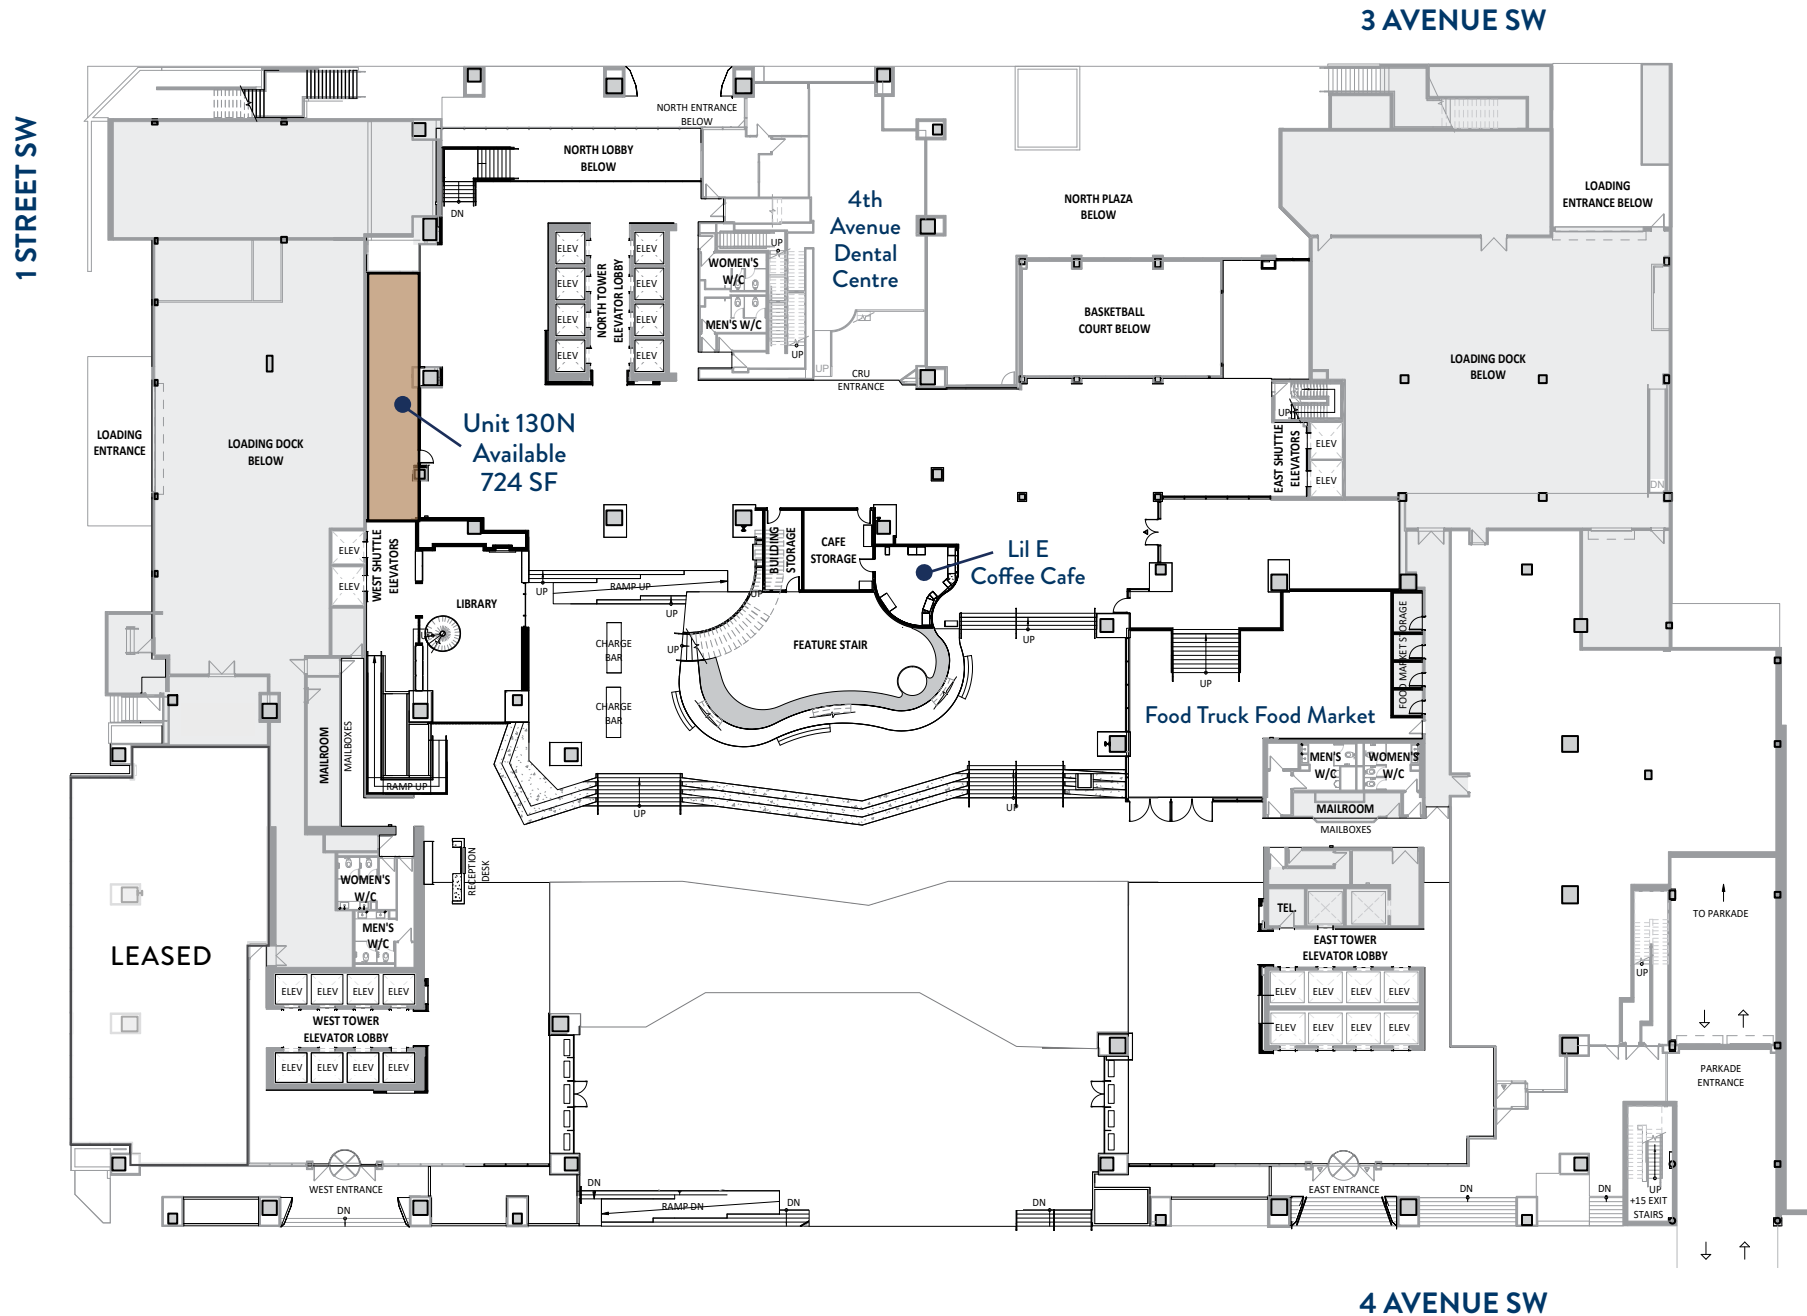 3 AVENUE SW
1 STREET SW
NORTH ENTRANCE
BELOW
NORTH LOBBY
BELOW
DN
4th
Avenue
Dental
Centre
NORTH PLAZA
BELOW
LOADING
ENTRANCE BELOW
ELEV
ELEV
ELEV
ELEV
NORTH TOWER
ELEVATOR LOBBY
ELEV
ELEV
ELEV
ELEV
UP
WOMEN'S
W/C
MEN'S W/C
UP
UP
CRU
ENTRANCE
BASKETBALL
COURT BELOW
LOADING DOCK
BELOW
UP
EAST SHUTTLE
ELEVATORS
ELEV
ELEV
DN
LOADING
ENTRANCE
LOADING DOCK
BELOW
Unit 130N
Available
724 SF
ELEV
ELEV
WEST SHUTTLE
ELEVATORS
LIBRARY
UP
UP
RAMP UP
UP
BUILDING
STORAGE
CAFE
STORAGE
UP
Lil E
Coffee Cafe
CHARGE
BAR
CHARGE
BAR
UP
FEATURE STAIR
UP
UP
FOOD MARKET STORAGE
Food Truck Food Market
MAILROOM
MAILBOXES
RAMP UP
UP
UP
MEN'S
W/C
WOMEN'S
W/C
MAILROOM
MAILBOXES
RECEPTION
DESK
WOMEN'S
W/C
MEN'S
W/C
TEL.
TO PARKADE
UP
LEASED
EAST TOWER
ELEVATOR LOBBY
ELEV
ELEV
ELEV
ELEV
ELEV
ELEV
ELEV
ELEV
ELEV
ELEV
ELEV
ELEV
WEST TOWER
ELEVATOR LOBBY
ELEV
ELEV
ELEV
ELEV
PARKADE
ENTRANCE
WEST ENTRANCE
DN
DN
RAMP DN
DN
DN
EAST ENTRANCE
DN
DN
DN
UP
+15 EXIT
STAIRS
4 AVENUE SW